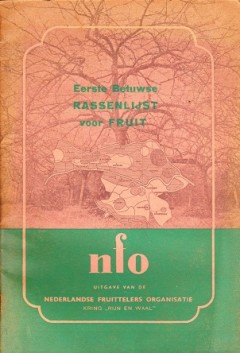 Eerste Betuwse
RASSENLIJST
voor FRUIT
nfo
UITGAVE VAN DE
NEDERLANDSE FRUITTELERS ORGANISATIE
KRING „RIJN EN WAAL"